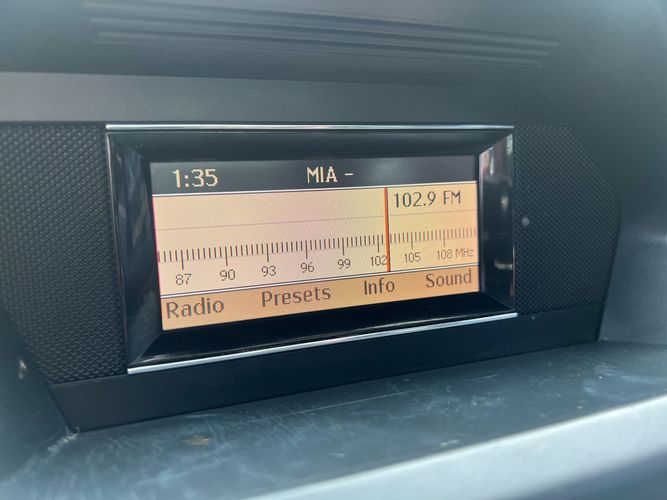 1:35 MIA -
102.9 FM
87 90 93 96 99 102 105 108 MHz
Radio Presets Info Sound